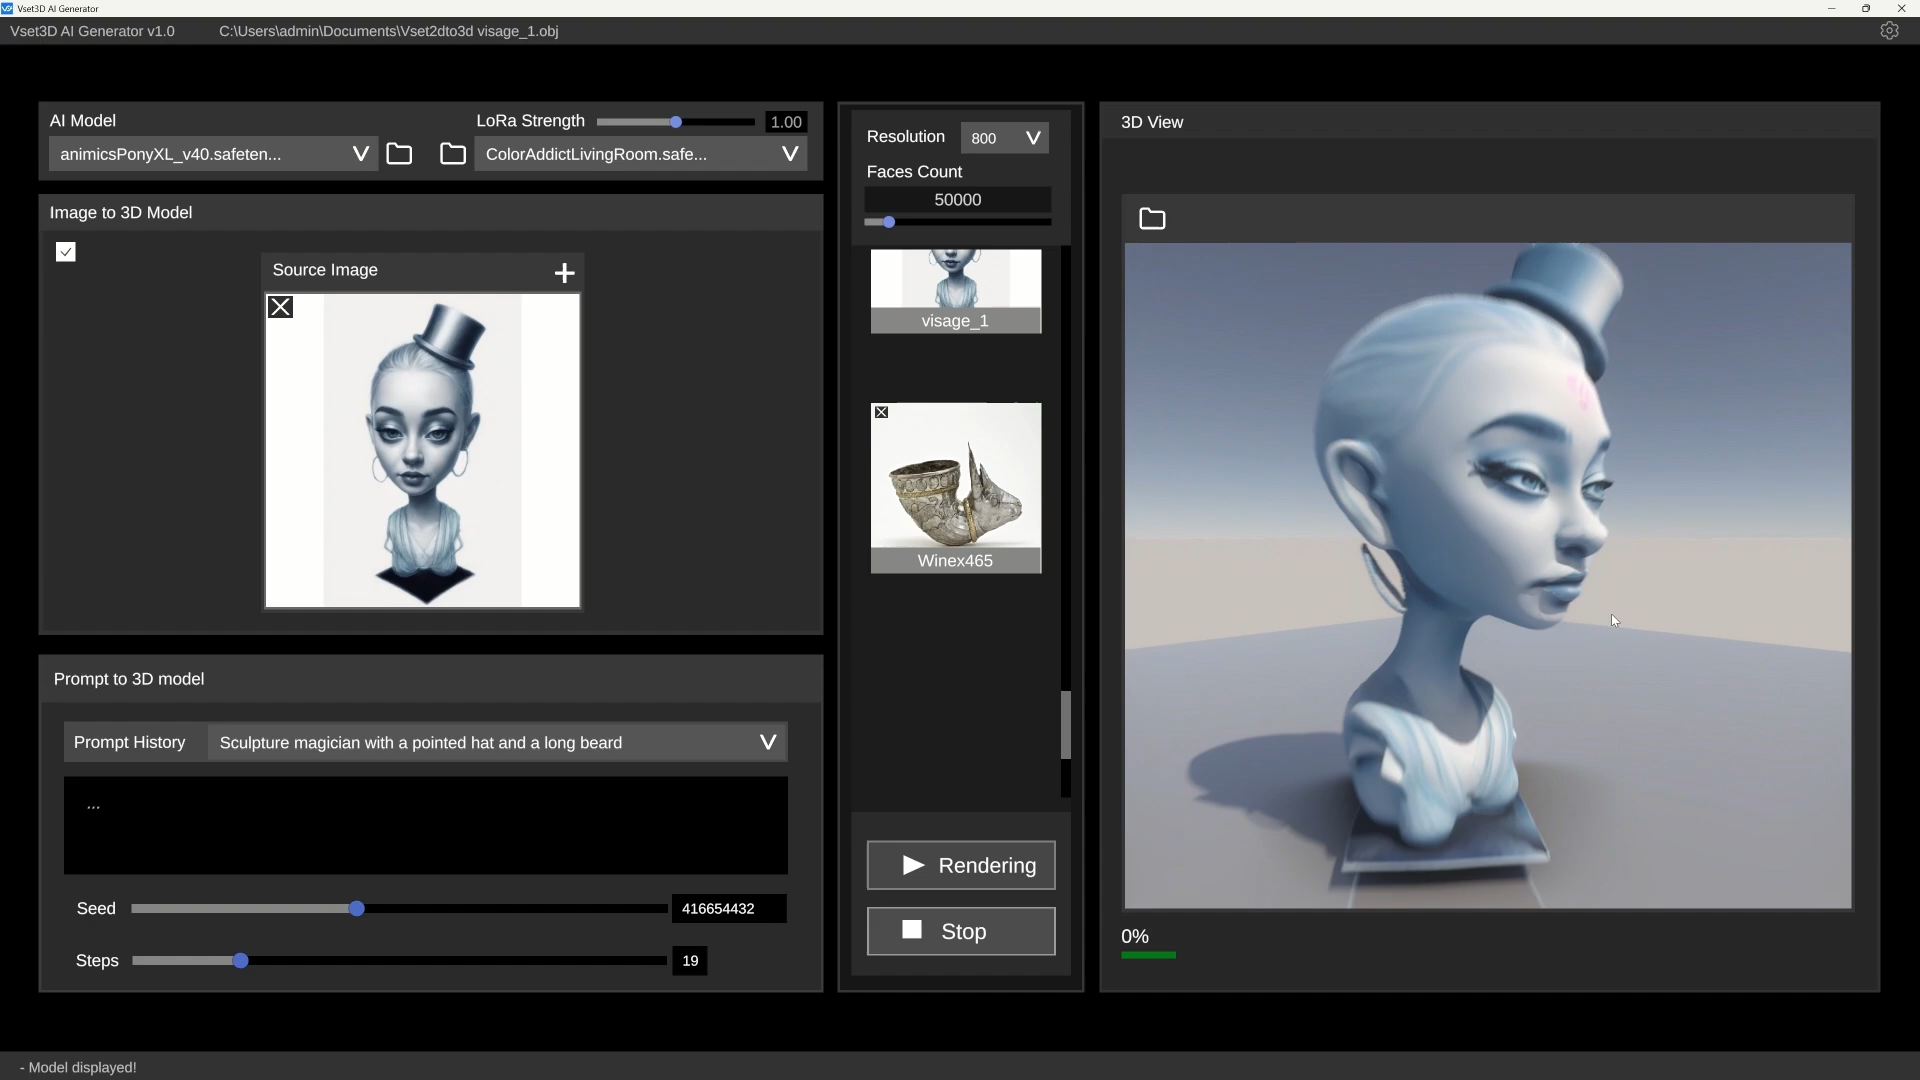 Vset3D AI Generator
Vset3D AI Generator v1.0 C:\Users\admin\Documents\Vset2dto3d visage_1.obj
AI Model
LoRa Strength 1.00
animicsPonyXL_v40.safeten...
ColorAddictLivingRoom.safe...
Image to 3D Model
Source Image
Prompt to 3D model
Prompt History Sculpture magician with a pointed hat and a long beard
...
Seed 416654432
Steps 19
Resolution 800
Faces Count
50000
visage_1
Winex465
Rendering
Stop
3D View
0%
- Model displayed!